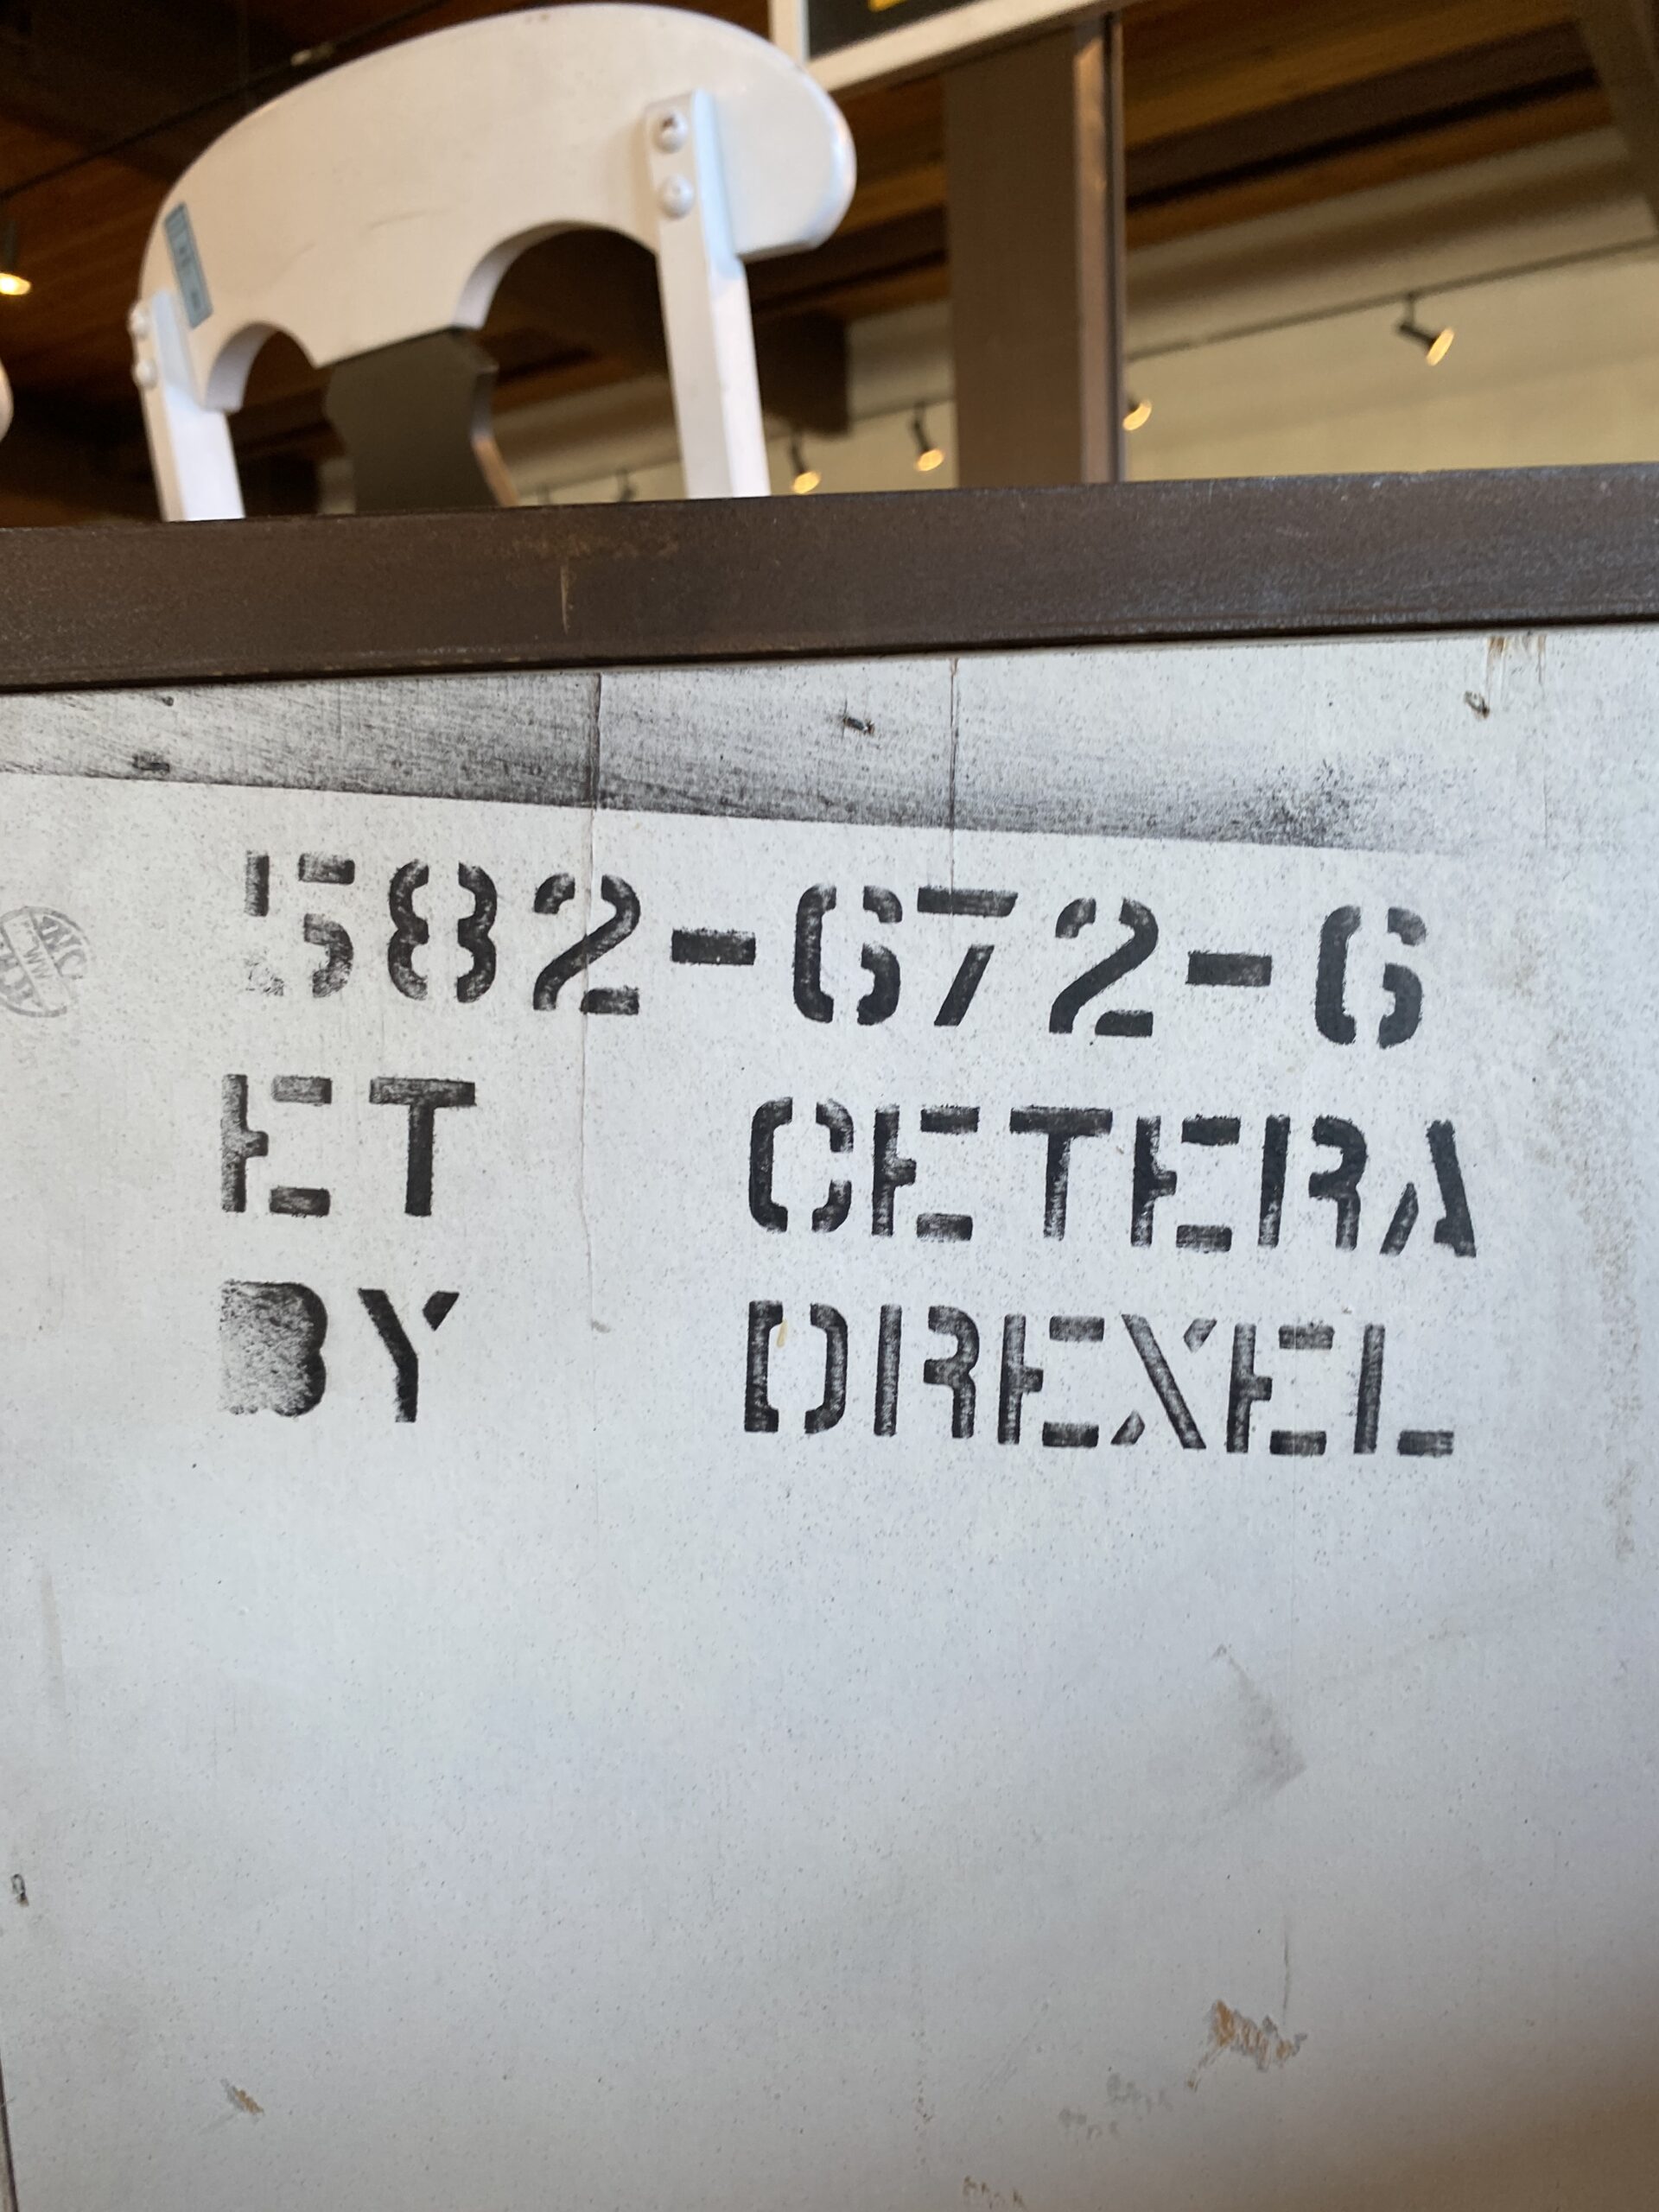 582-672-6
ET CETERA
BY DREXEL